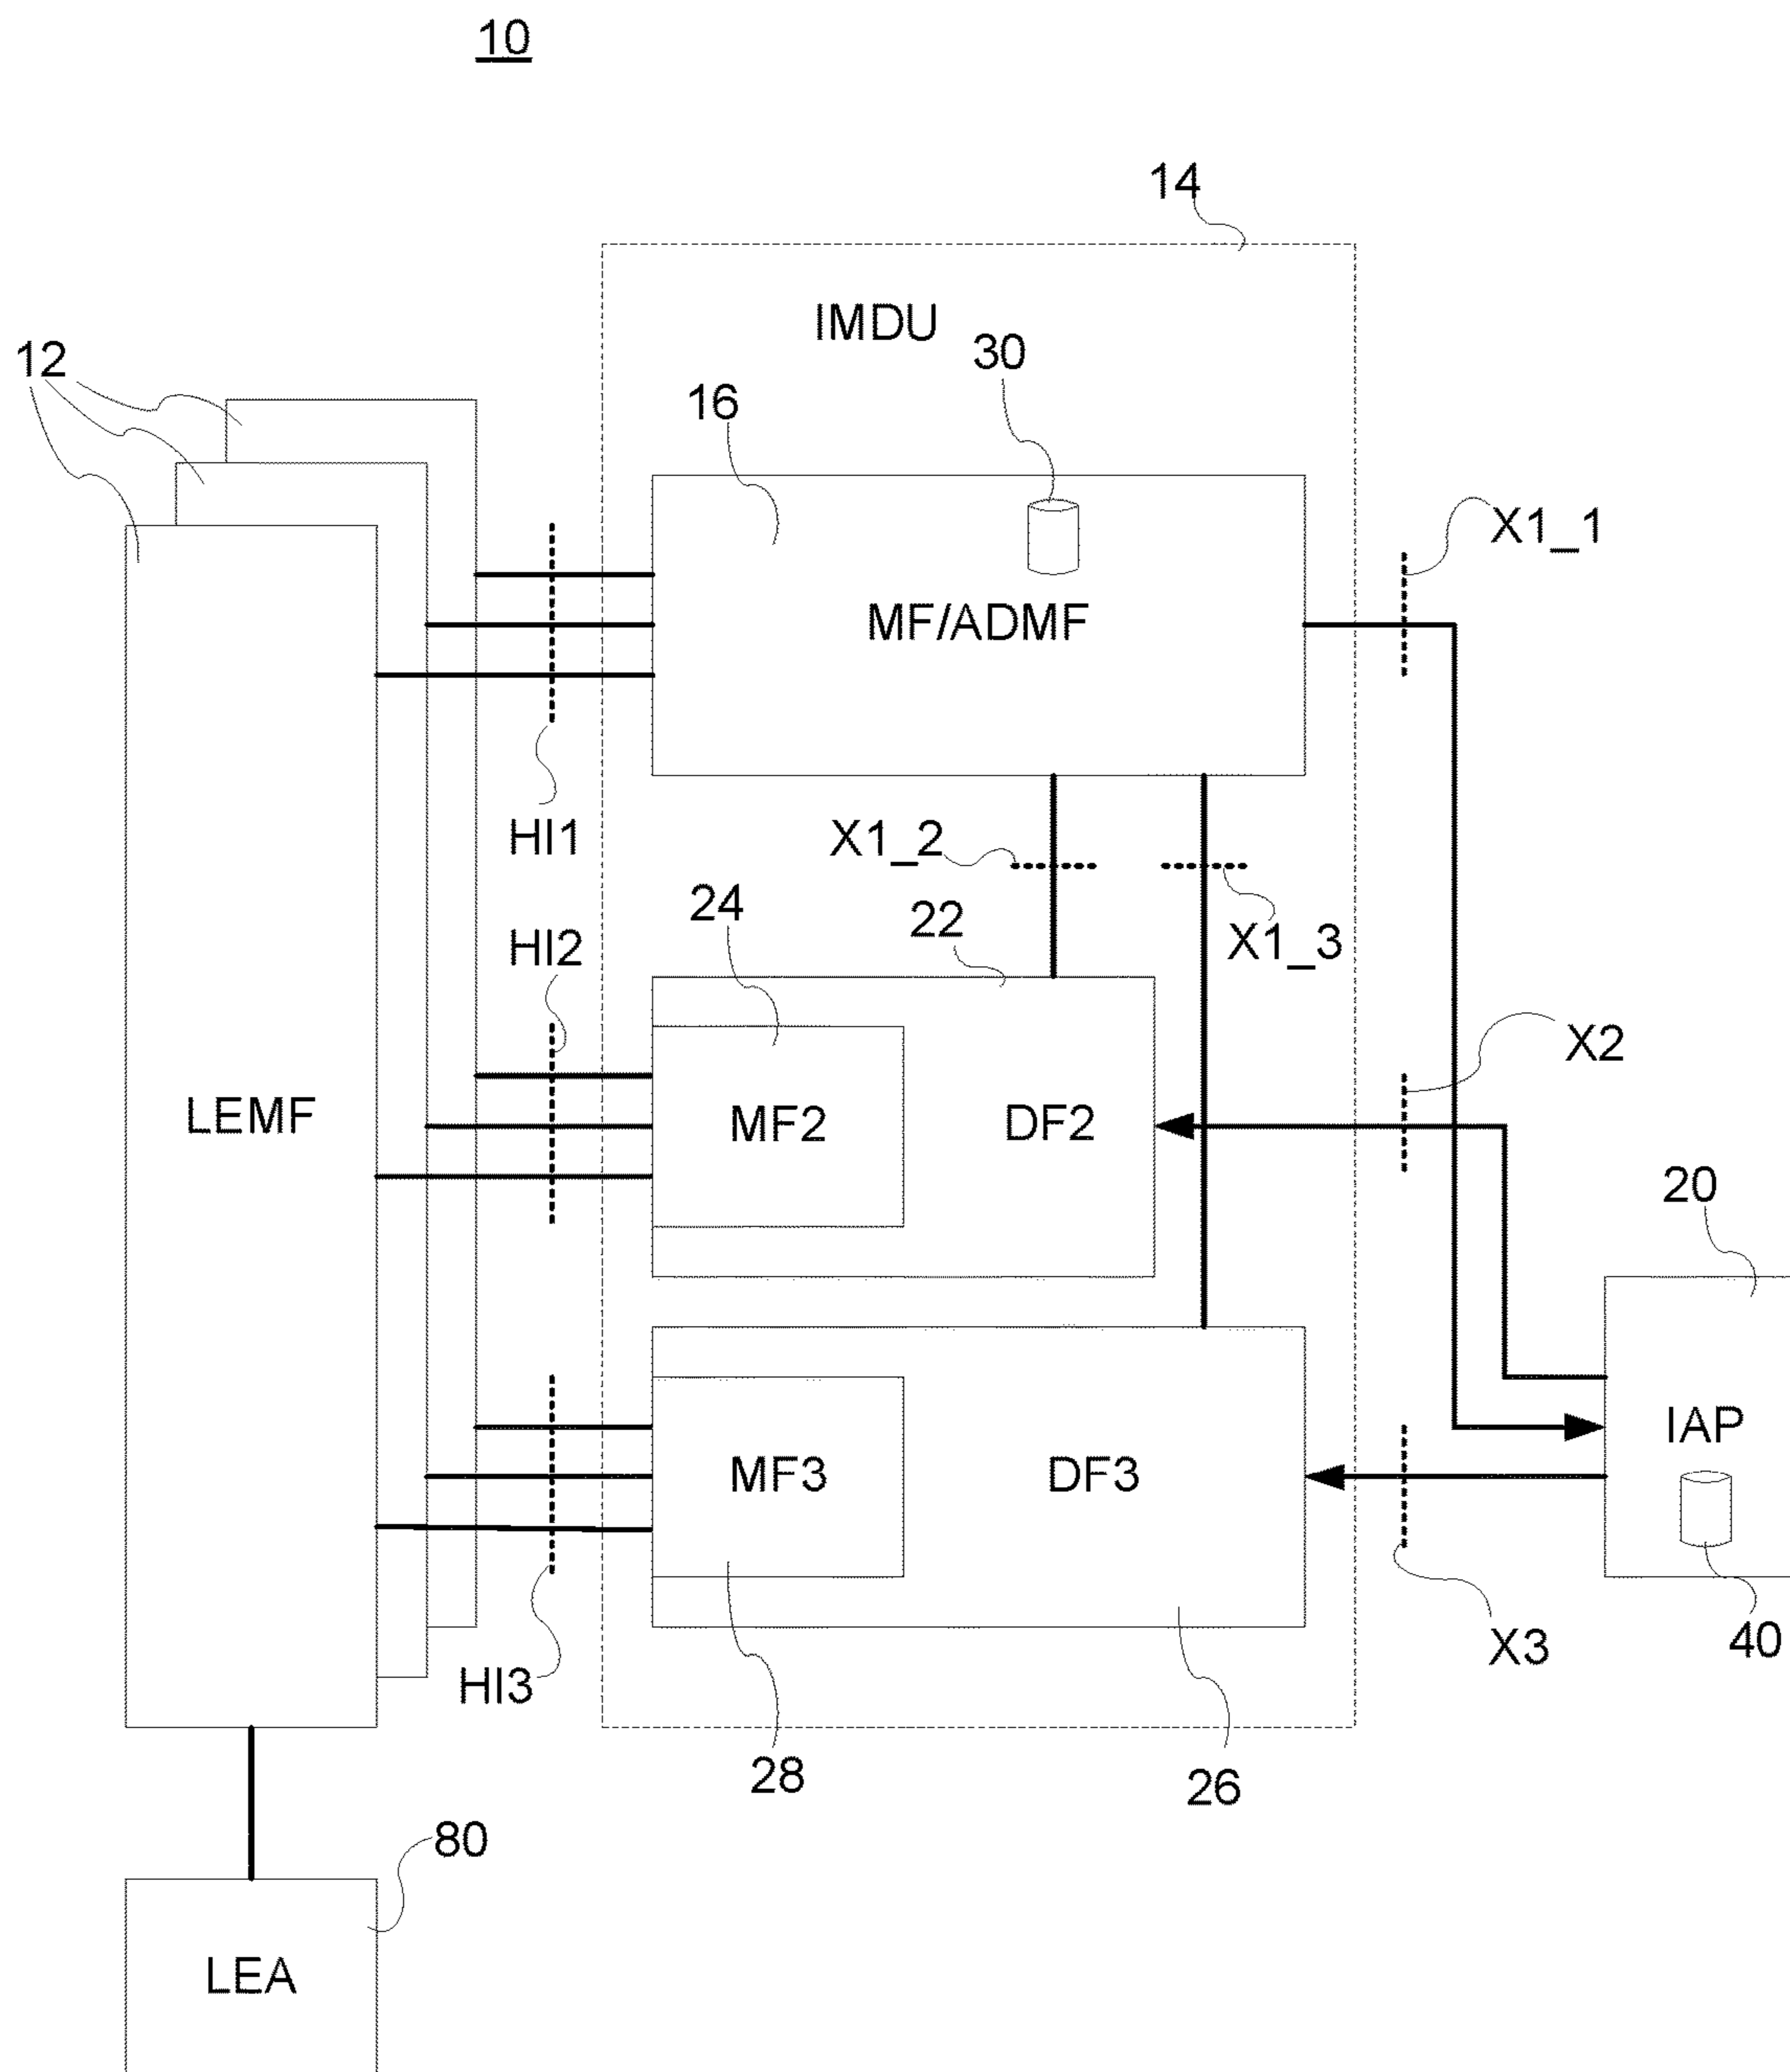 10
14
IMDU
12
30
16
X1_1
MF/ADMF
HI1
X1_2
24
22
HI2
X1_3
X2
LEMF
MF2
DF2
20
IAP
MF3
DF3
HI3
X3
40
28
26
80
LEA